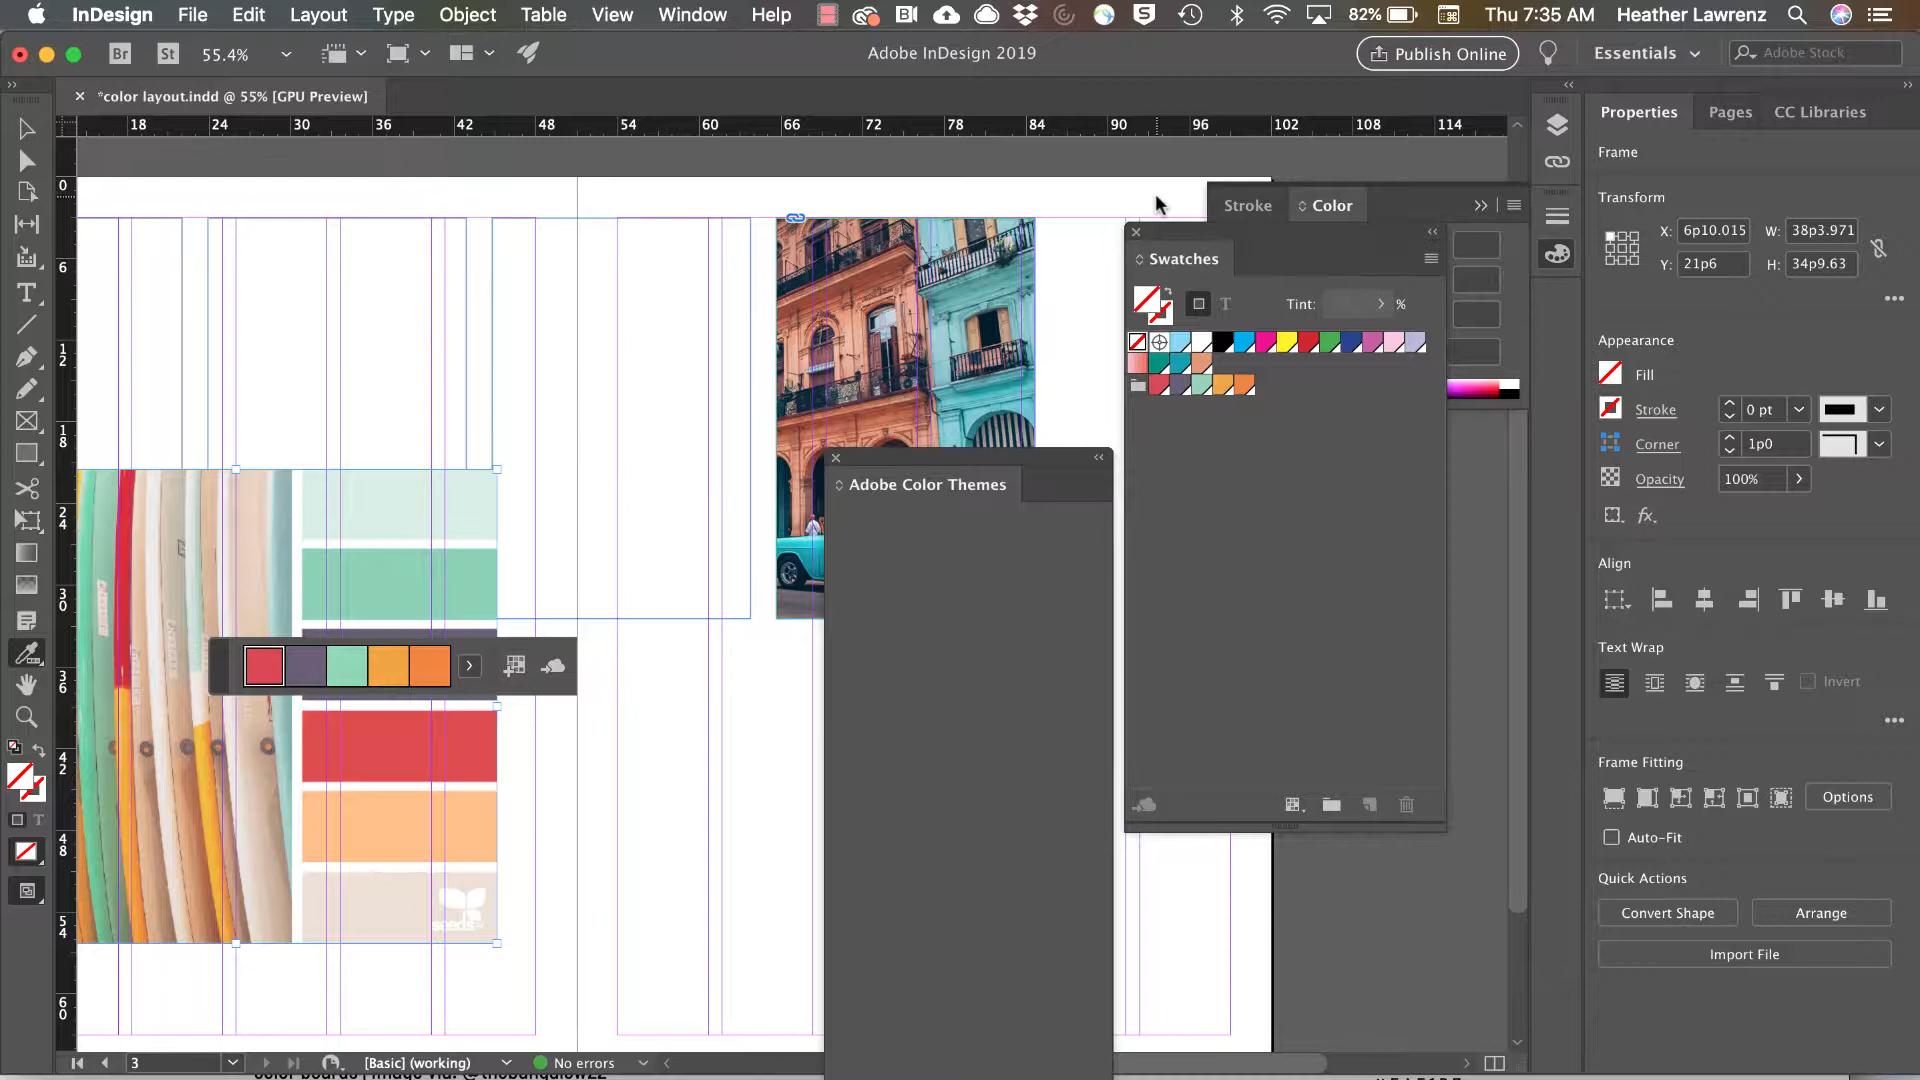 InDesign File Edit Layout Type Object Table View Window Help 82% Thu 7:35 AM Heather Lawrenz
Br St 55.4% Adobe InDesign 2019 Publish Online Essentials Adobe Stock
*color layout.indd @ 55% [GPU Preview]
18 24 30 36 42 48 54 60 66 72 78 84 90 96 102 108 114
Properties Pages CC Libraries
Frame
Transform
X: 6p10.015 W: 38p3.971
Y: 21p6 H: 34p9.63
Stroke Color
Swatches
Tint: %
Adobe Color Themes
Appearance
Fill
Stroke 0 pt
Corner 1p0
Opacity 100%
fx
Align
Text Wrap
Invert
Frame Fitting
Options
Auto-Fit
Quick Actions
Convert Shape Arrange
Import File
0
6
12
18
24
30
36
42
48
54
60
seeds
3 [Basic] (working) No errors